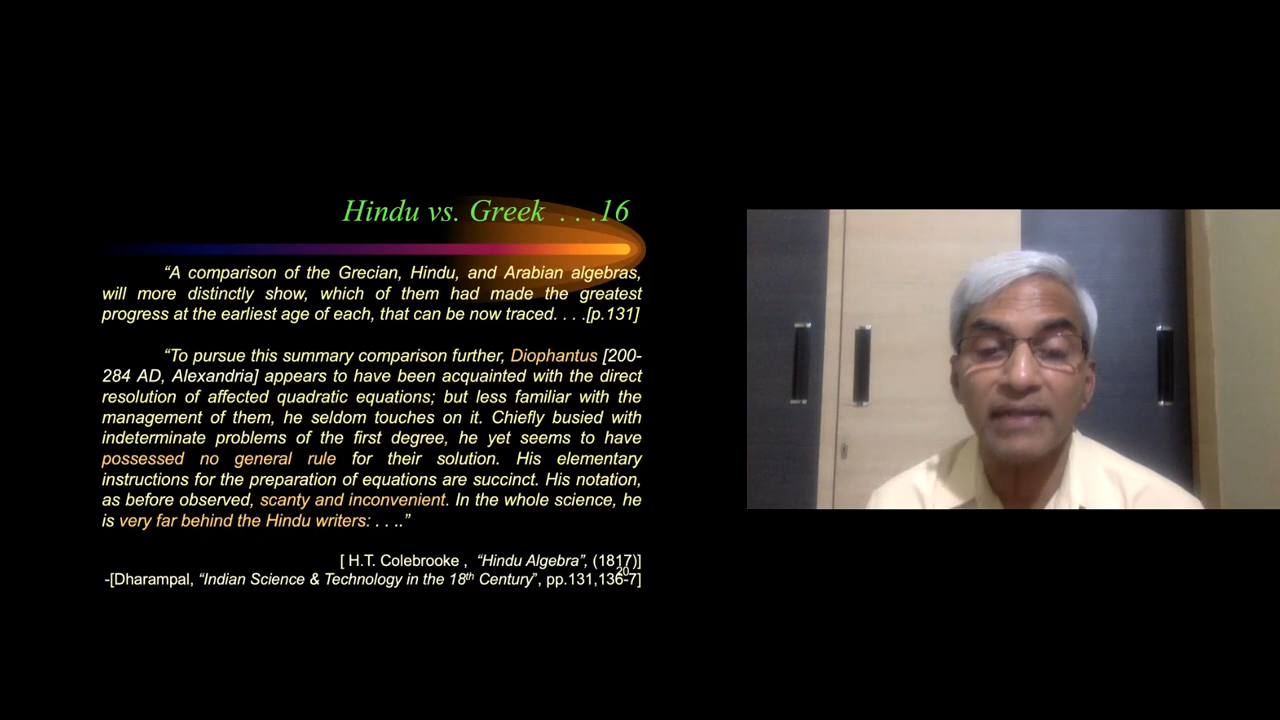 Hindu vs. Greek . . .16
“A comparison of the Grecian, Hindu, and Arabian algebras,
will more distinctly show, which of them had made the greatest
progress at the earliest age of each, that can be now traced. . . .[p.131]
“To pursue this summary comparison further, Diophantus [200-
284 AD, Alexandria] appears to have been acquainted with the direct
resolution of affected quadratic equations; but less familiar with the
management of them, he seldom touches on it. Chiefly busied with
indeterminate problems of the first degree, he yet seems to have
possessed no general rule for their solution. His elementary
instructions for the preparation of equations are succinct. His notation,
as before observed, scanty and inconvenient. In the whole science, he
is very far behind the Hindu writers: . . ..”
[ H.T. Colebrooke , “Hindu Algebra”, (1817)]
20
-[Dharampal, “Indian Science & Technology in the 18th Century”, pp.131,136-7]